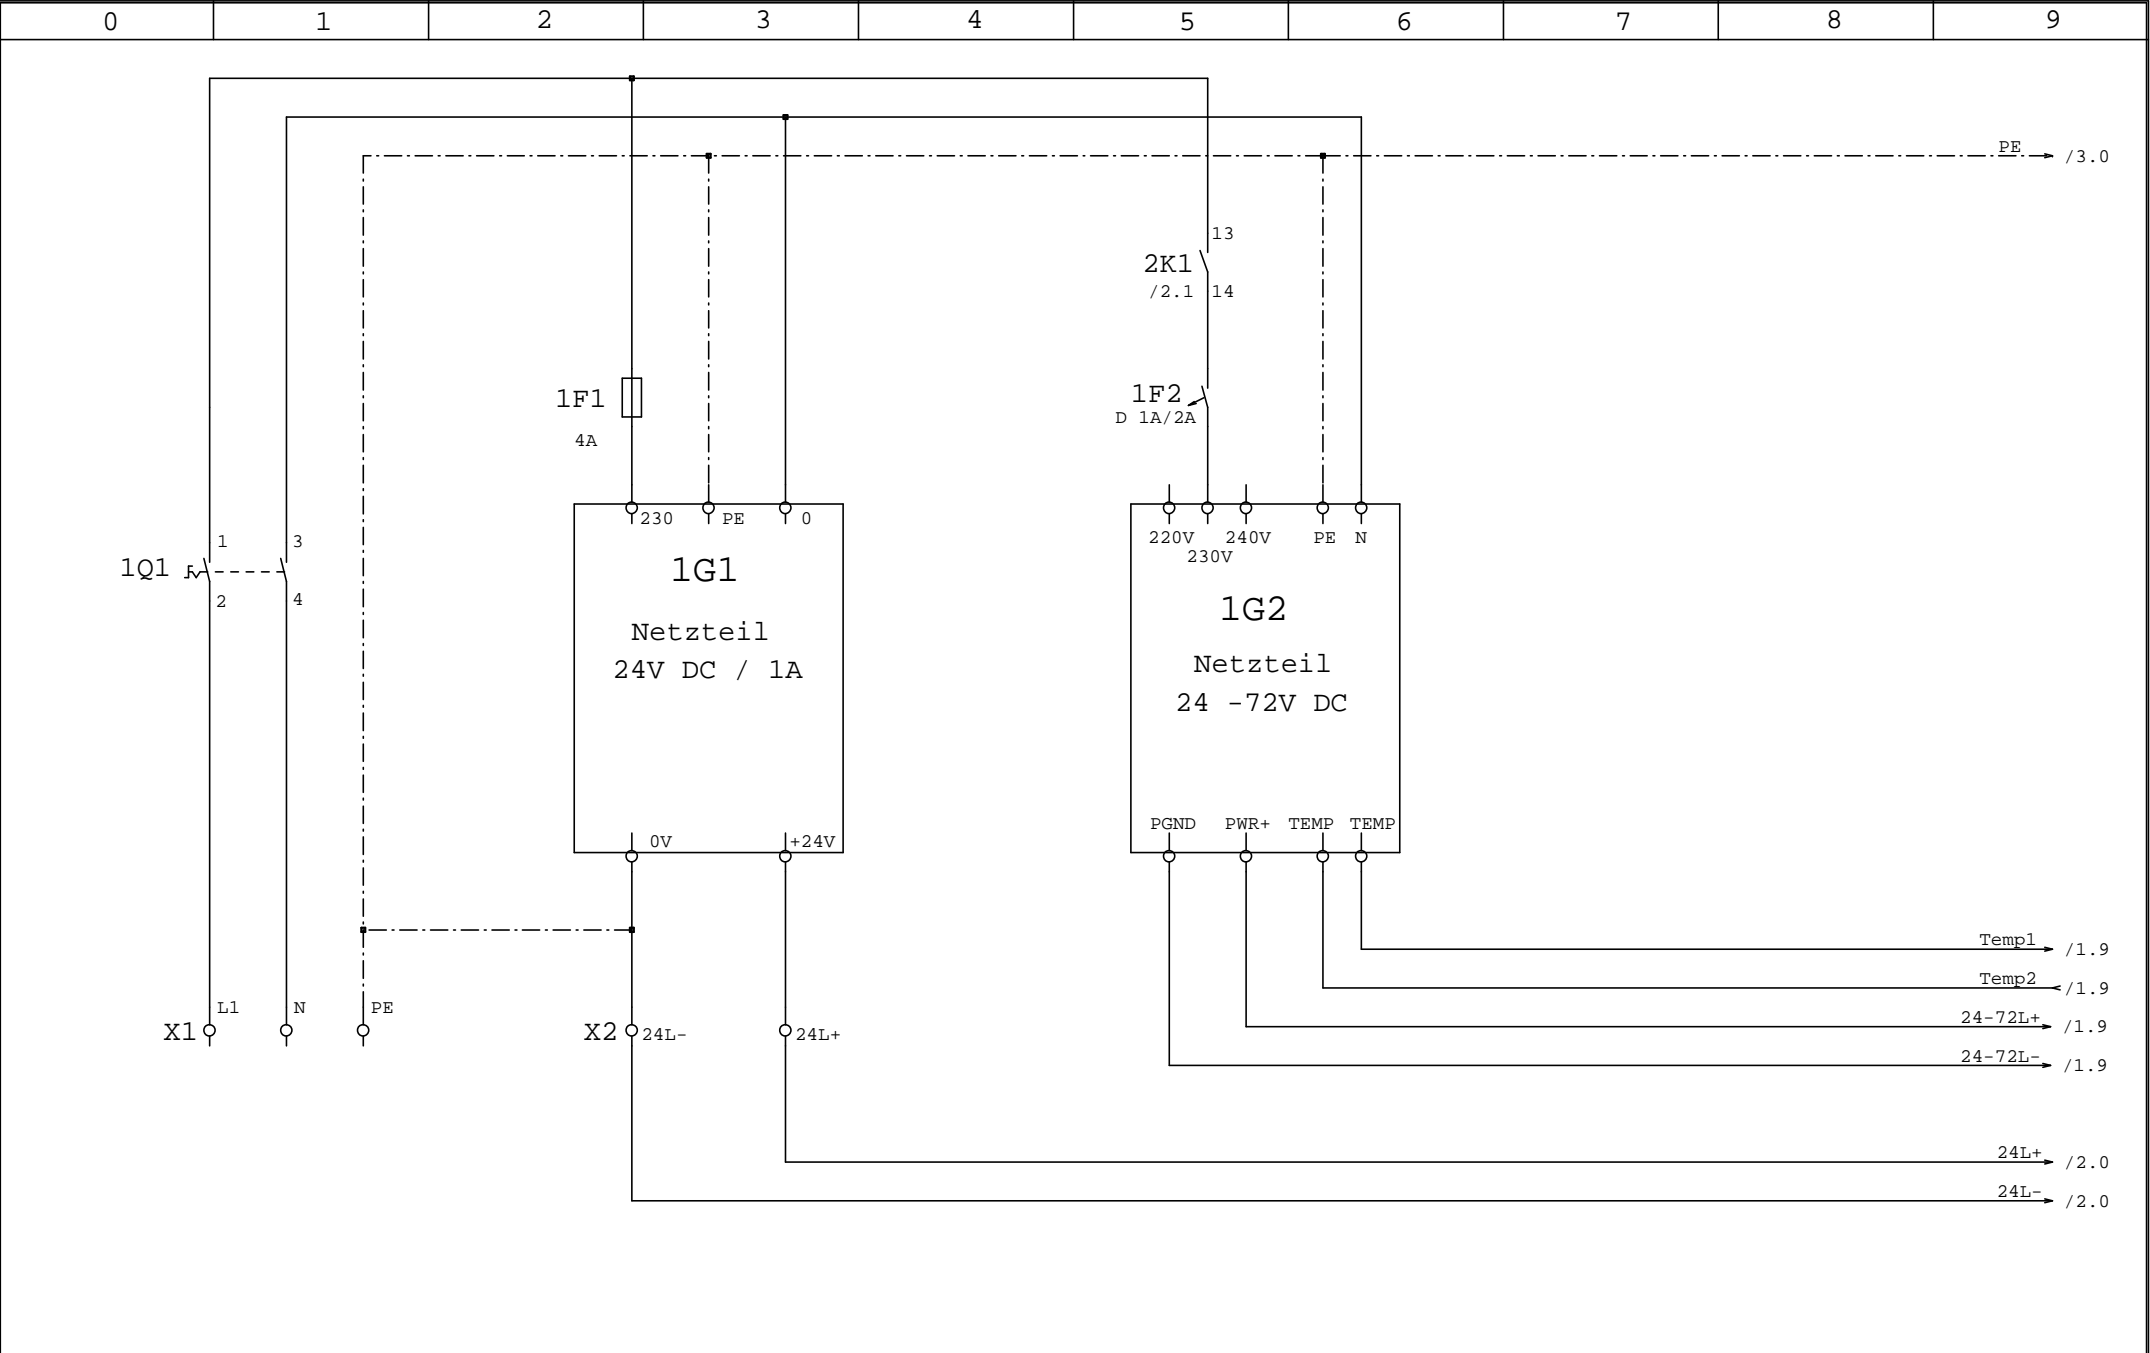 0 1 2 3 4 5 6 7 8 9
PE /3.0
13
2K1
/2.1 14
1F1
4A
1F2
D 1A/2A
1 3
1Q1
2 4
230 PE 0
1G1
Netzteil
24V DC / 1A
0V +24V
220V 240V PE N
230V
1G2
Netzteil
24 -72V DC
PGND PWR+ TEMP TEMP
Temp1 /1.9
Temp2 /1.9
24-72L+ /1.9
24-72L- /1.9
L1 N PE
X1
X2 24L- 24L+
24L+ /2.0
24L- /2.0